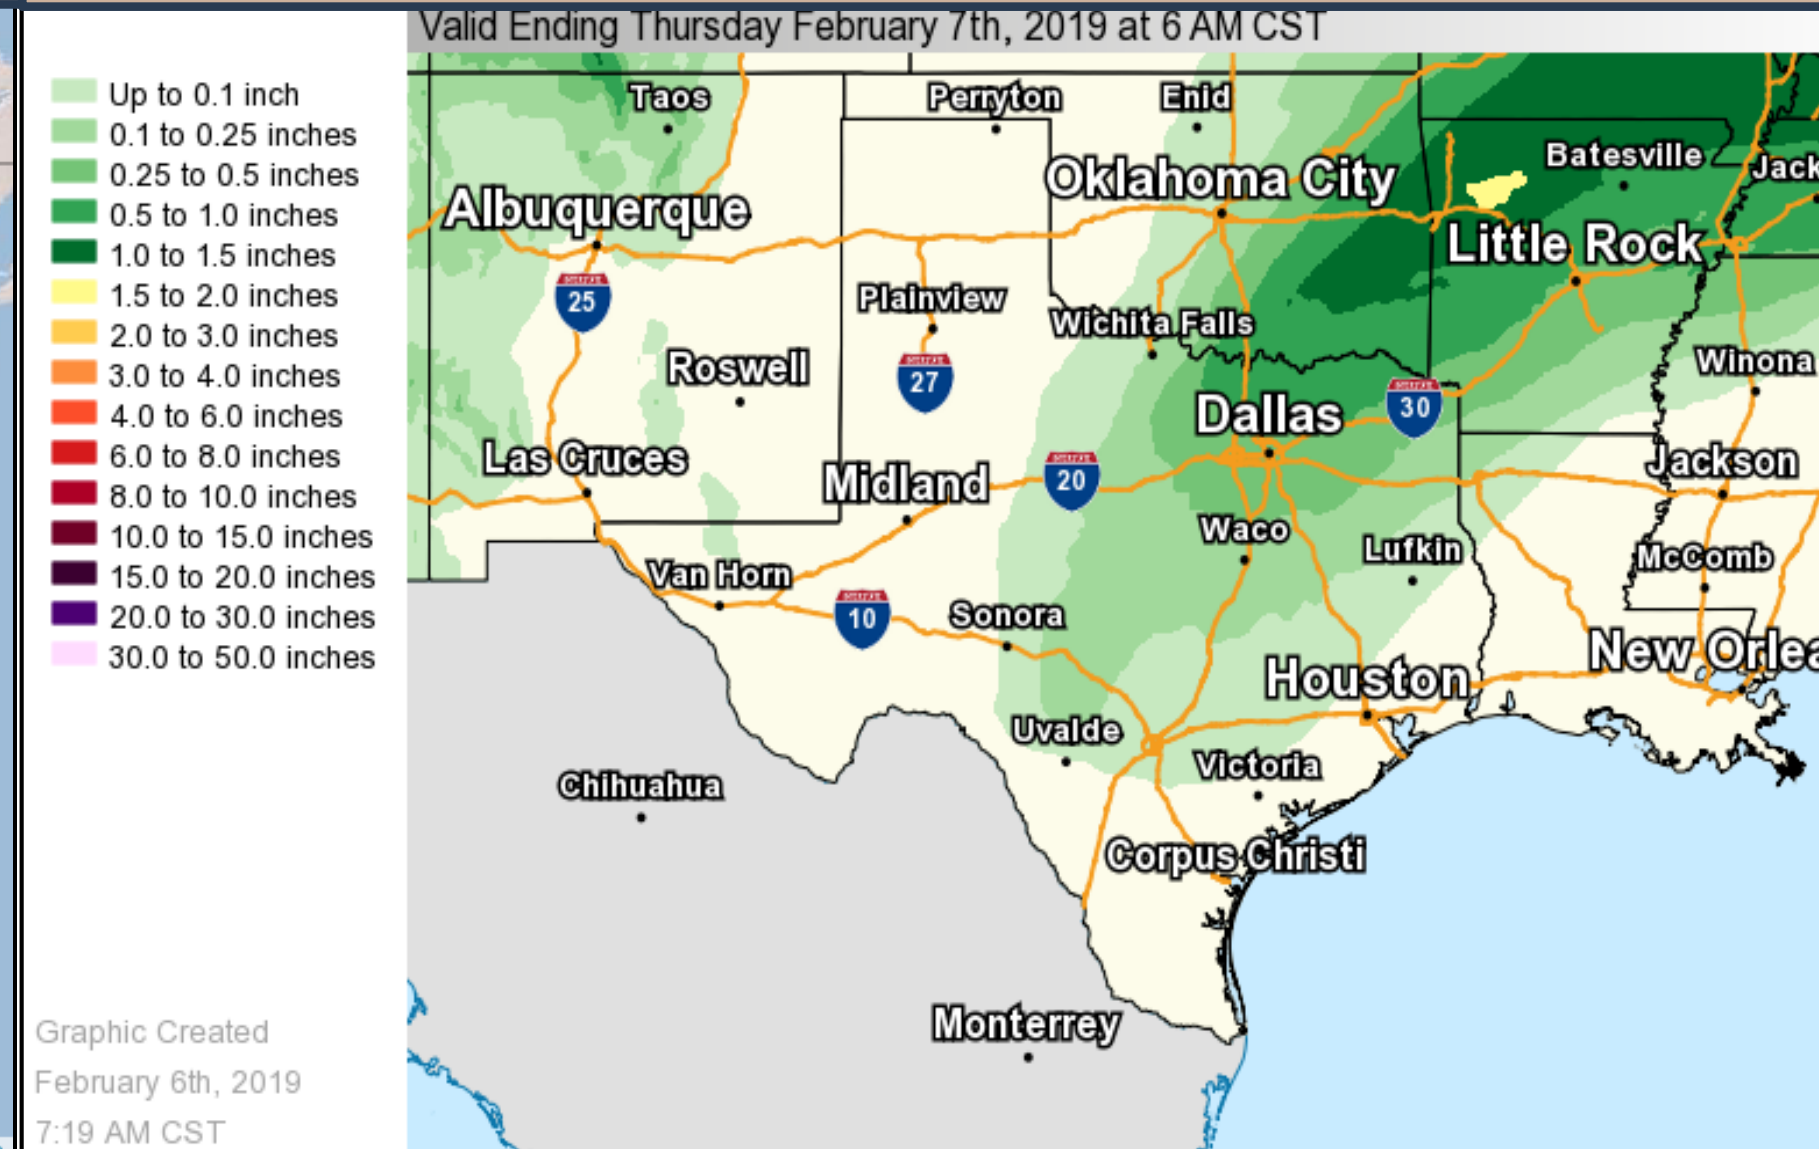 Valid Ending Thursday February 7th, 2019 at 6 AM CST
Up to 0.1 inch
0.1 to 0.25 inches
0.25 to 0.5 inches
0.5 to 1.0 inches
1.0 to 1.5 inches
1.5 to 2.0 inches
2.0 to 3.0 inches
3.0 to 4.0 inches
4.0 to 6.0 inches
6.0 to 8.0 inches
8.0 to 10.0 inches
10.0 to 15.0 inches
15.0 to 20.0 inches
20.0 to 30.0 inches
30.0 to 50.0 inches
Graphic Created
February 6th, 2019
7:19 AM CST
Taos
Perryton
Enid
Batesville
Jack
Oklahoma City
Albuquerque
Little Rock
25
Plainview
Wichita Falls
Winona
Roswell
27
30
Dallas
Las Cruces
Midland
20
Jackson
Waco
Lufkin
McComb
Van Horn
10
Sonora
New Orlea
Houston
Uvalde
Victoria
Chihuahua
Corpus Christi
Monterrey